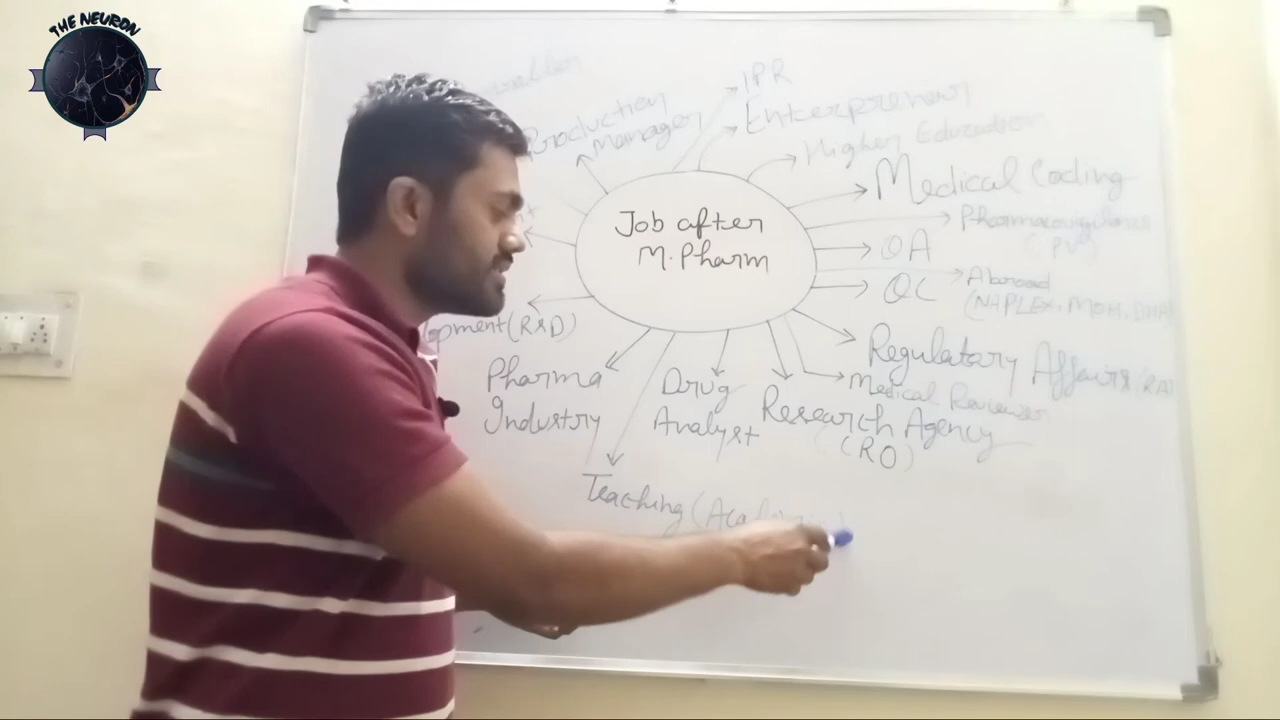 THE NEURON
IPR
Enterpreneur
Production
Manager
Higher Education
Medical Coding
Job after
M.Pharm
Pharmacovigilance
(PV)
QA
Abroad
QC
(NAPLEX, MOH, DHA)
opment (R&D)
Regulatory Affairs (RA)
Pharma
Industry
Drug
Analyst
Medical Reviewer
Research Agency
(RO)
Teaching